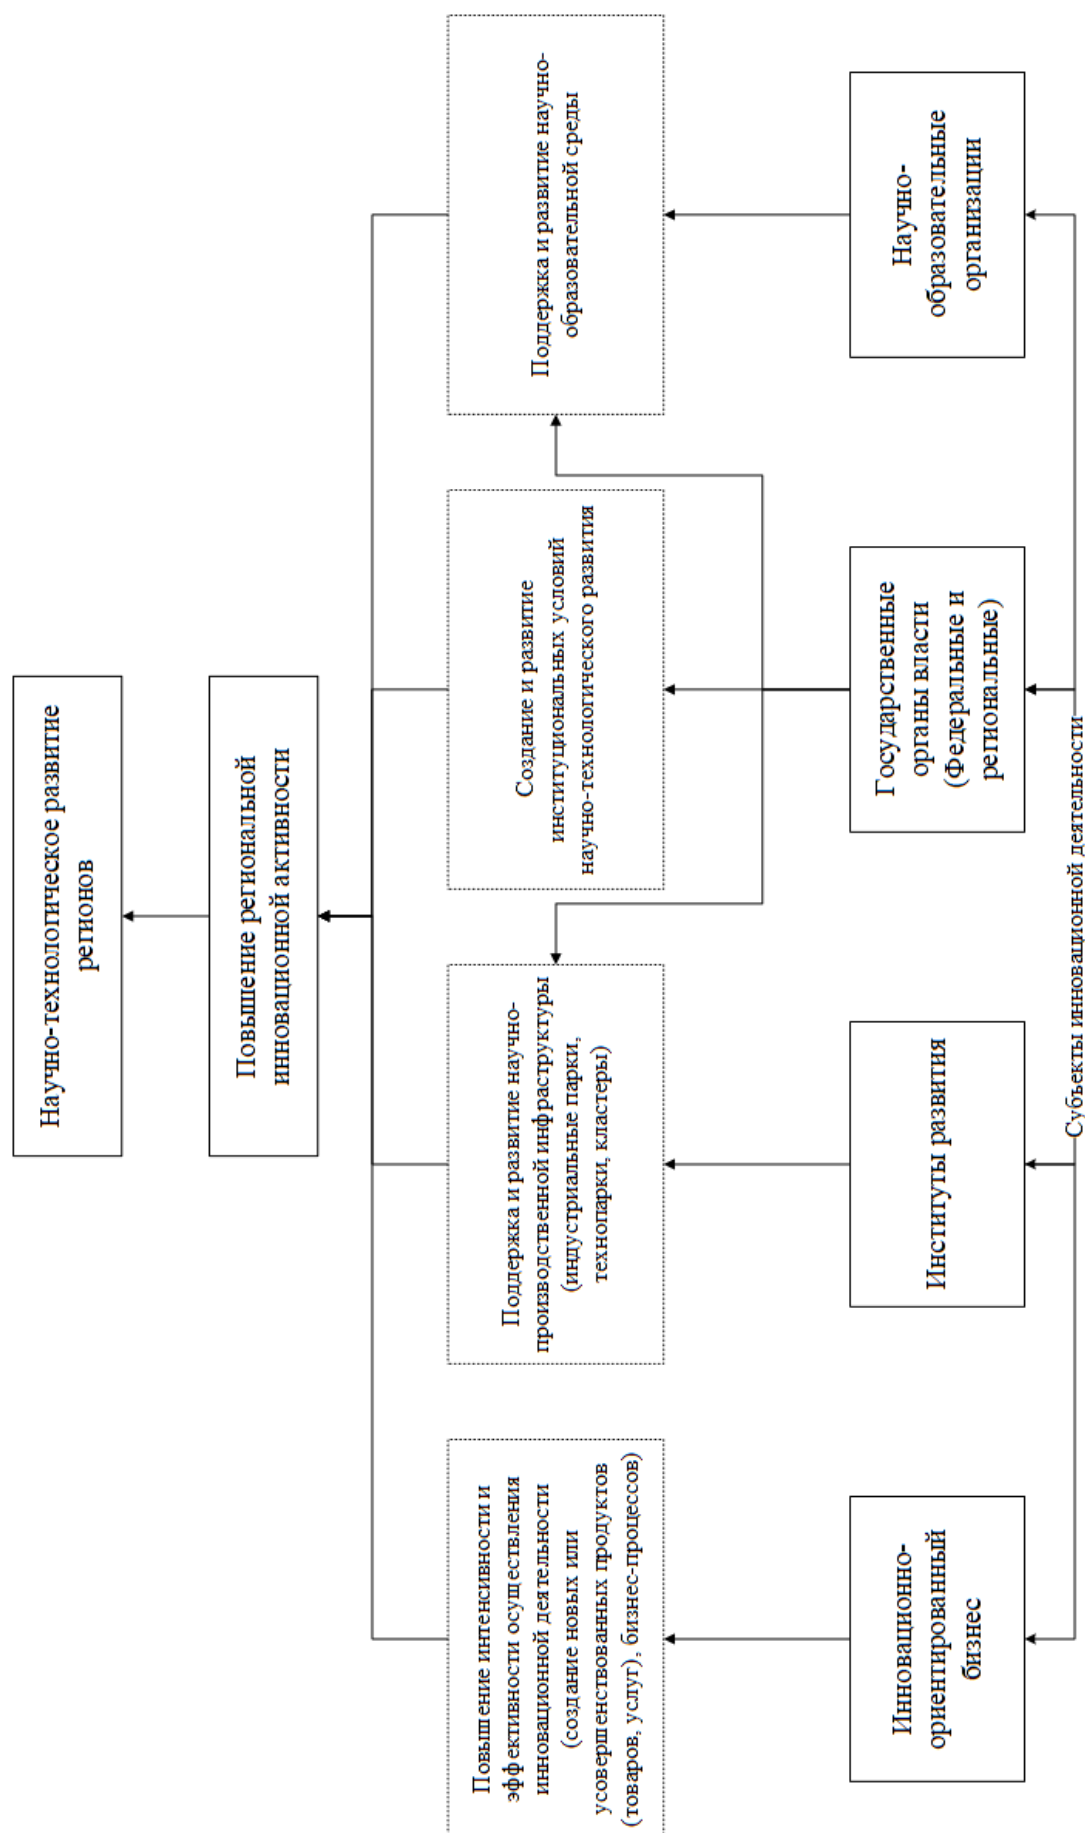 Научно-технологическое развитие
регионов
Повышение региональной
инновационной активности
Повышение интенсивности и
эффективности осуществления
инновационной деятельности
(создание новых или
усовершенствованных продуктов
(товаров, услуг), бизнес-процессов)
Поддержка и развитие научно-
производственной инфраструктуры
(индустриальные парки,
технопарки, кластеры)
Создание и развитие
институциональных условий
научно-технологического развития
Поддержка и развитие научно-
образовательной среды
Инновационно-
ориентированный
бизнес
Институты развития
Государственные
органы власти
(Федеральные и
региональные)
Научно-
образовательные
организации
Субъекты инновационной деятельности